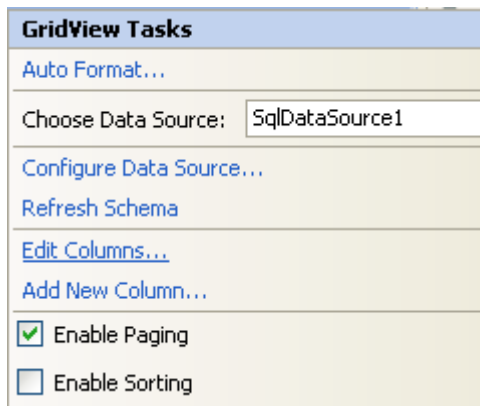 GridView Tasks
Auto Format...
Choose Data Source: SqlDataSource1
Configure Data Source...
Refresh Schema
Edit Columns...
Add New Column...
Enable Paging
Enable Sorting